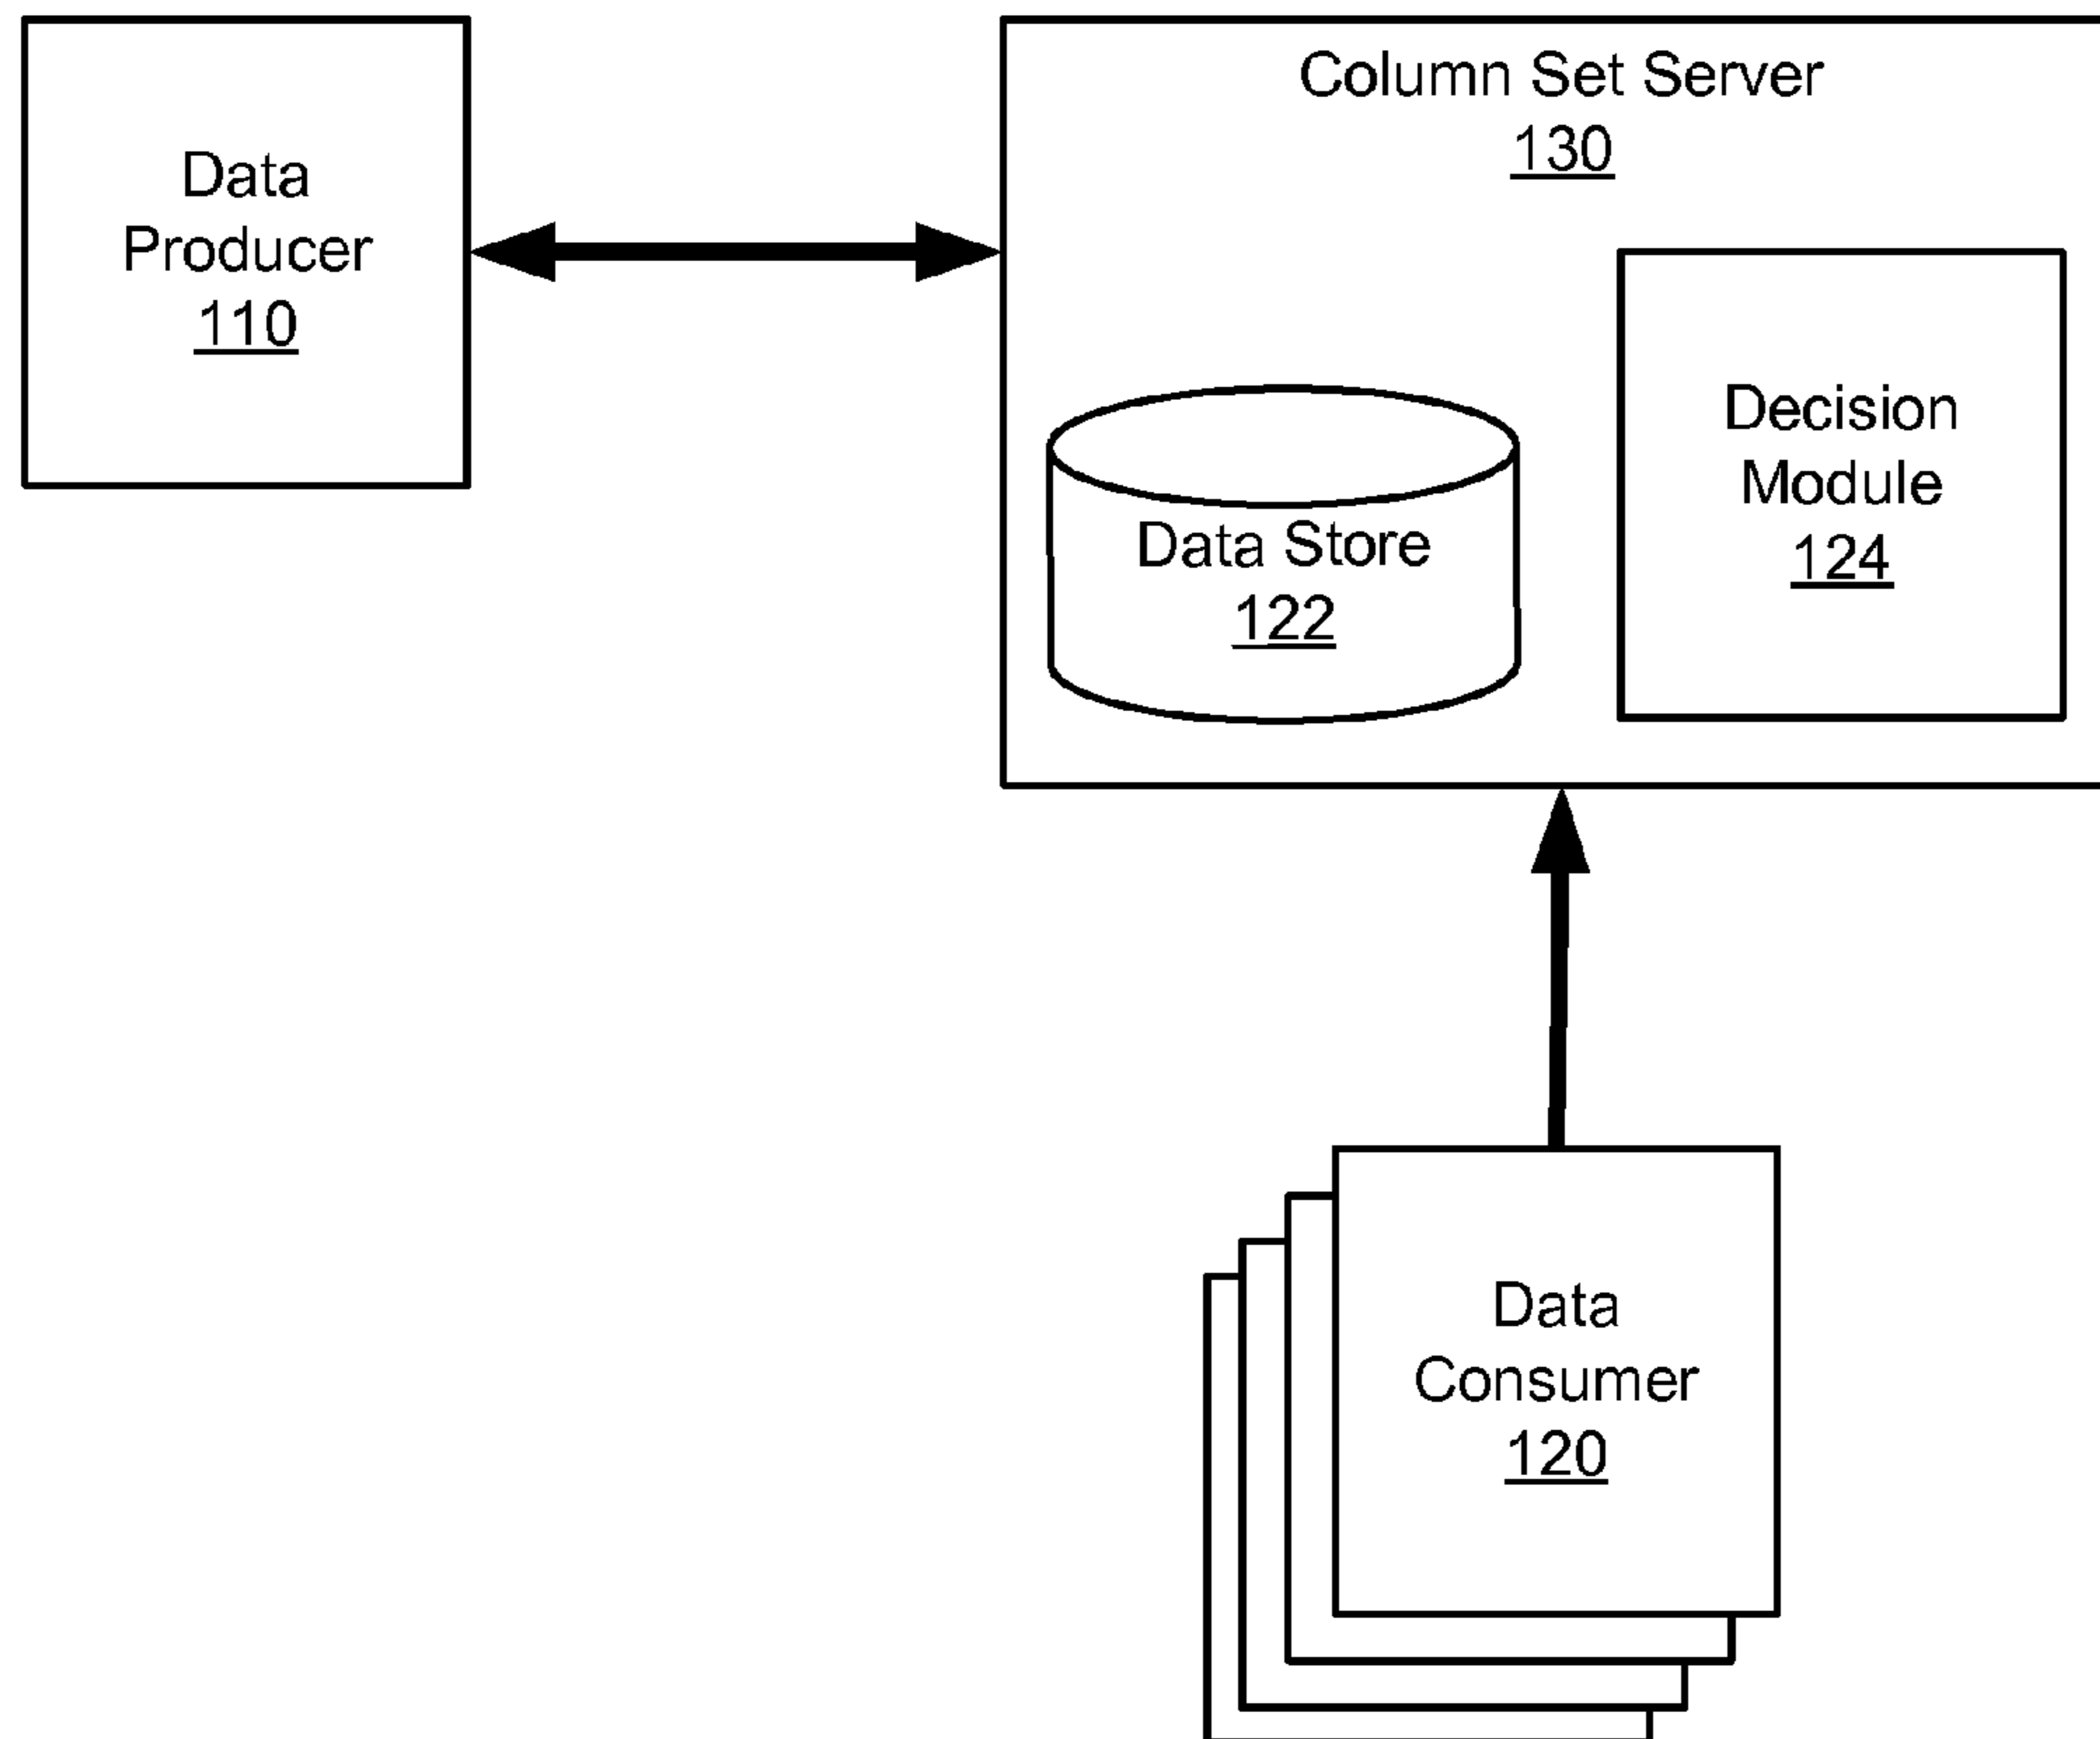 Data
Producer
110
Column Set Server
130
Data Store
122
Decision
Module
124
Data
Consumer
120